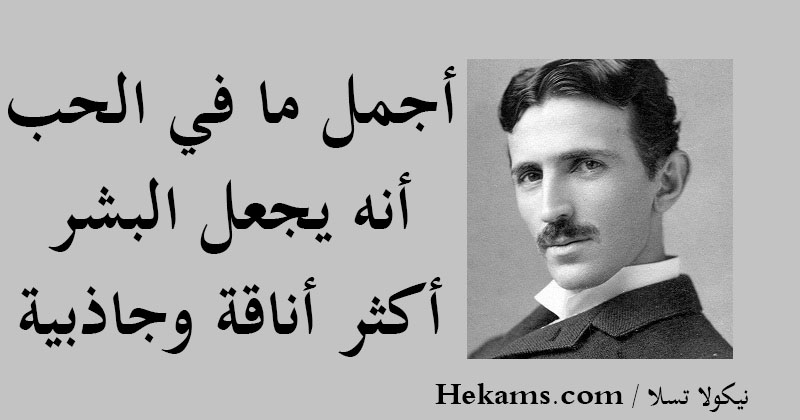 أجمل ما في الحب
أنه يجعل البشر
أكثر أناقة وجاذبية
نيكولا تسلا / Hekams.com